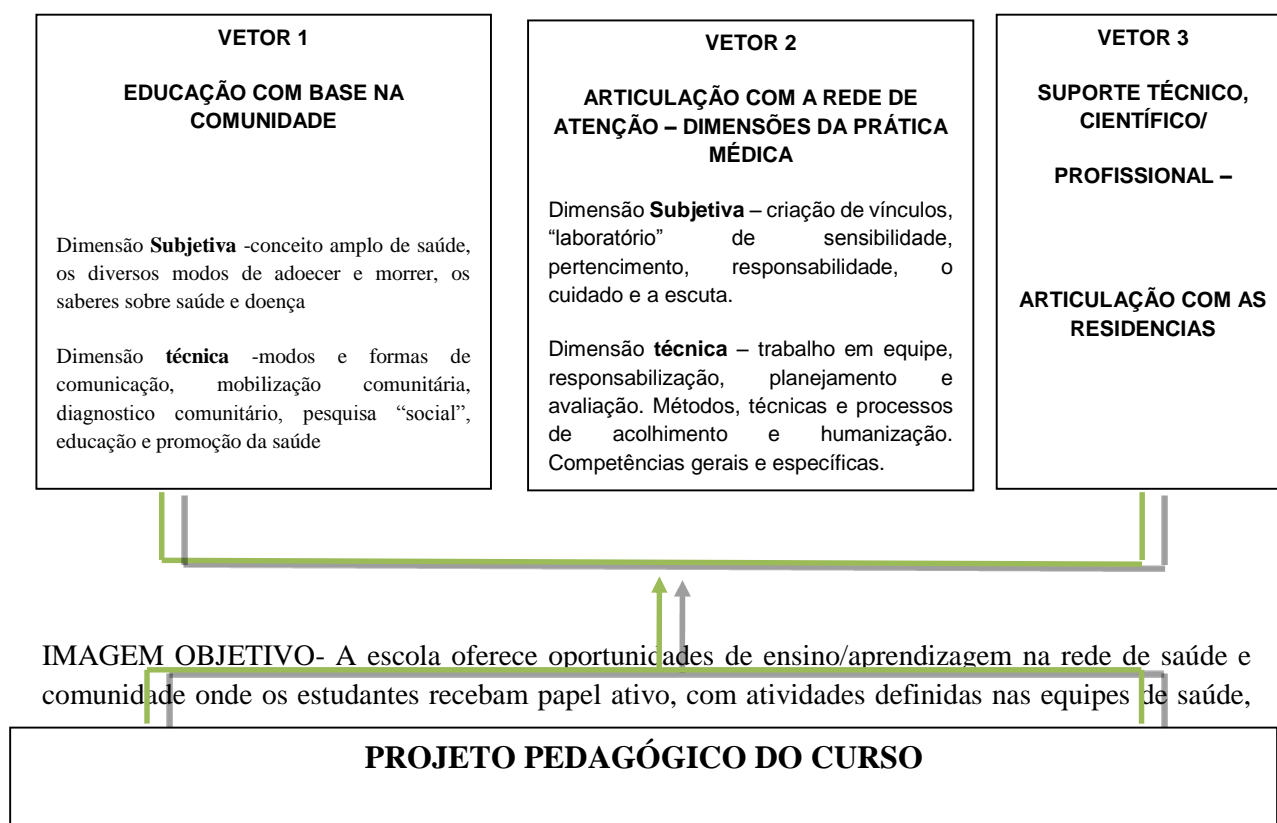 VETOR 1
EDUCAÇÃO COM BASE NA
COMUNIDADE
Dimensão Subjetiva -conceito amplo de saúde,
os diversos modos de adoecer e morrer, os
saberes sobre saúde e doença
Dimensão técnica -modos e formas de
comunicação, mobilização comunitária,
diagnostico comunitário, pesquisa “social”,
educação e promoção da saúde
VETOR 2
ARTICULAÇÃO COM A REDE DE
ATENÇÃO – DIMENSÕES DA PRÁTICA
MÉDICA
Dimensão Subjetiva – criação de vínculos,
“laboratório” de sensibilidade,
pertencimento, responsabilidade, o
cuidado e a escuta.
Dimensão técnica – trabalho em equipe,
responsabilização, planejamento e
avaliação. Métodos, técnicas e processos
de acolhimento e humanização.
Competências gerais e específicas.
VETOR 3
SUPORTE TÉCNICO,
CIENTÍFICO/
PROFISSIONAL –
ARTICULAÇÃO COM AS
RESIDENCIAS
IMAGEM OBJETIVO- A escola oferece oportunidades de ensino/aprendizagem na rede de saúde e
comunidade onde os estudantes recebam papel ativo, com atividades definidas nas equipes de saúde,
PROJETO PEDAGÓGICO DO CURSO